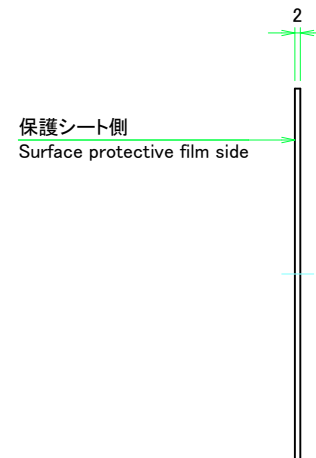 2
保護シート側
Surface protective film side